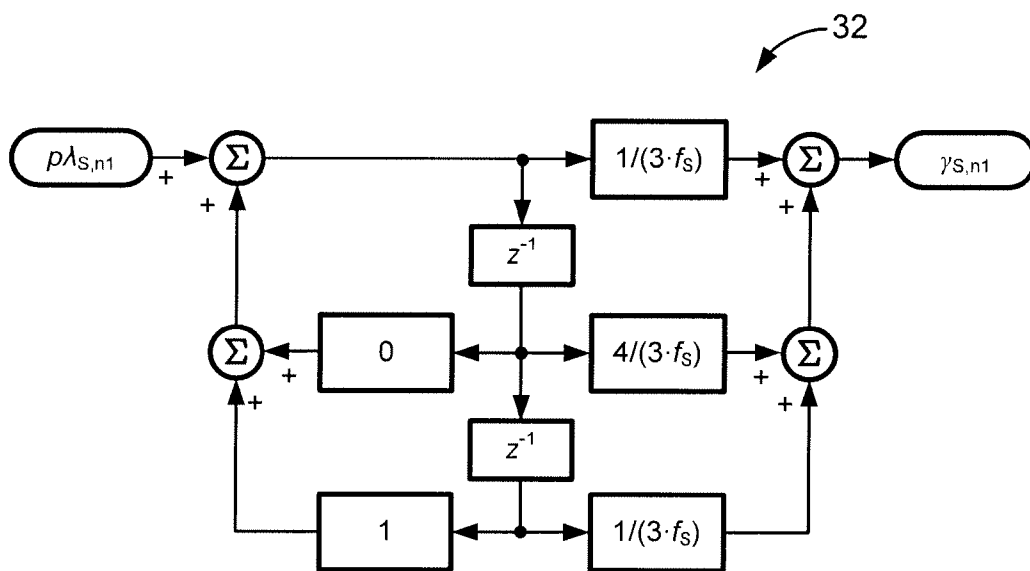 32
pλS,n1
+
Σ
1/(3·fS)
+
Σ
γS,n1
+
+
z⁻¹
Σ
+
0
4/(3·fS)
+
Σ
+
+
z⁻¹
1
1/(3·fS)